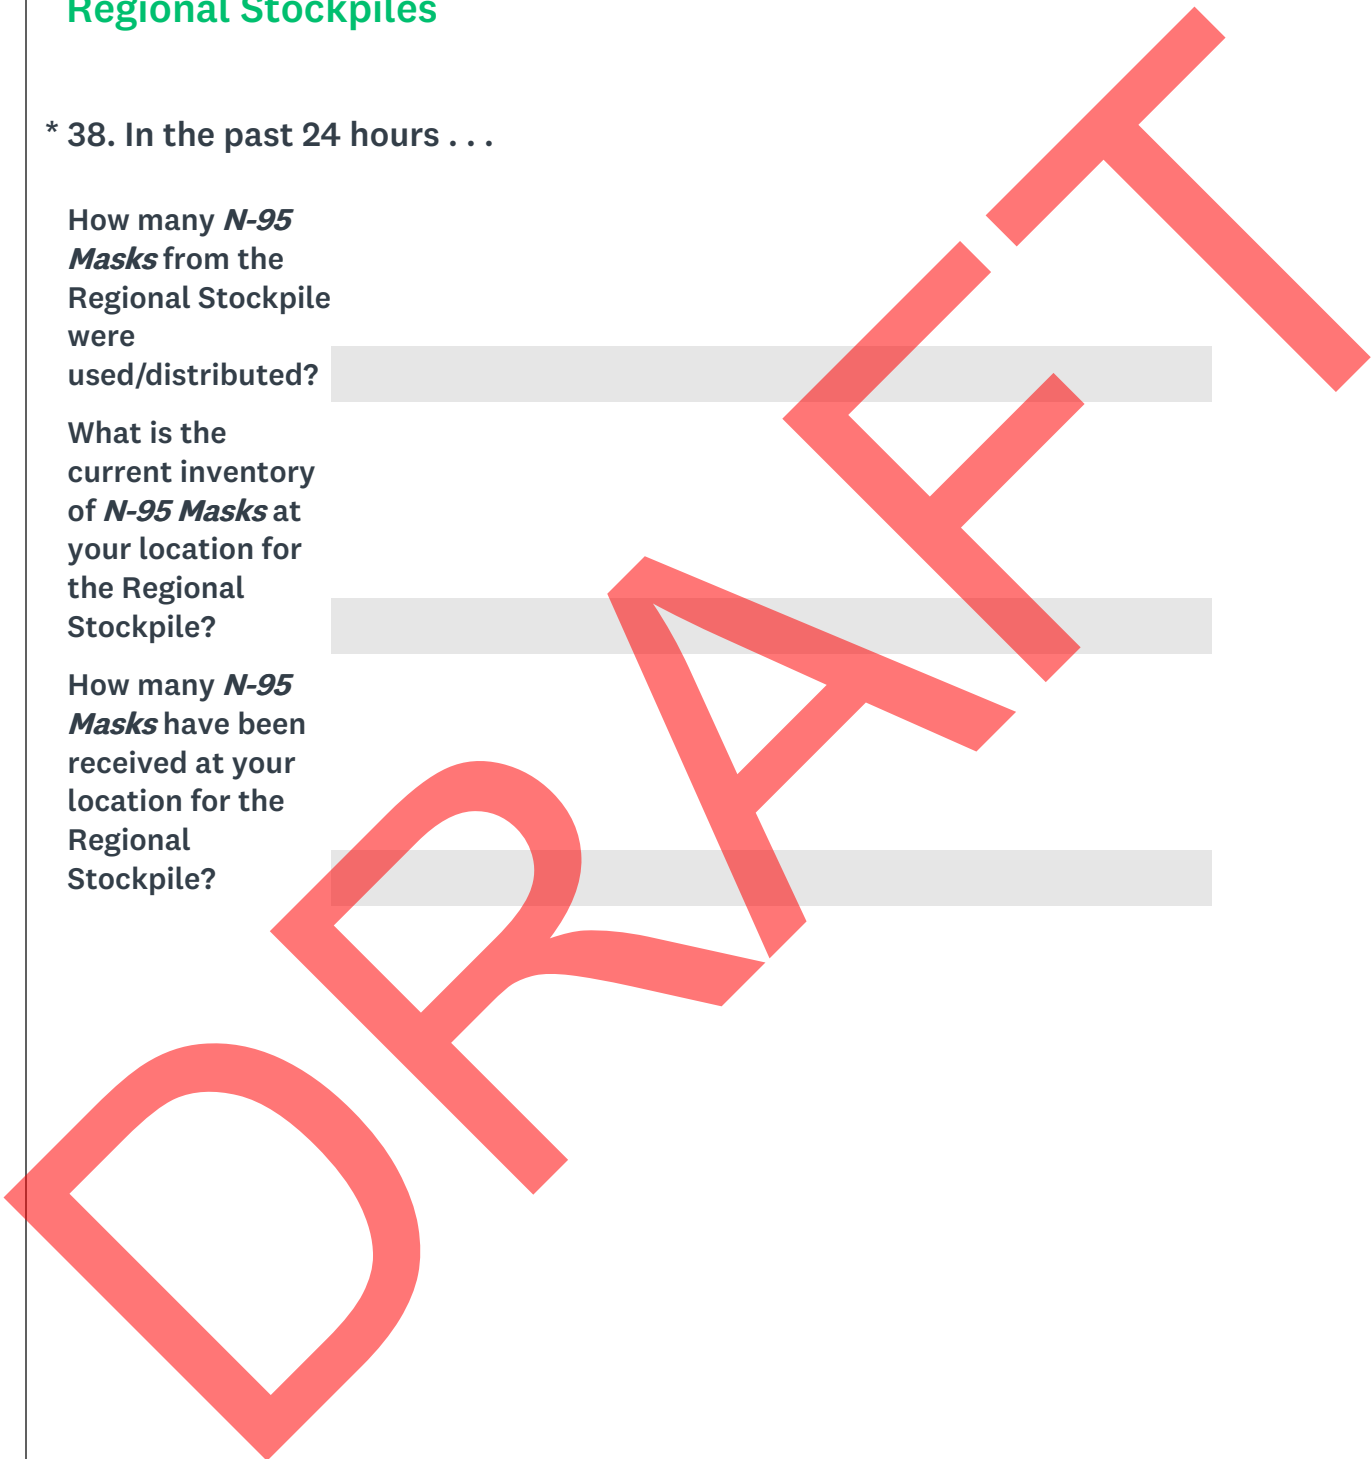 Regional Stockpiles
* 38. In the past 24 hours . . .
How many N-95
Masks from the
Regional Stockpile
were
used/distributed?
What is the
current inventory
of N-95 Masks at
your location for
the Regional
Stockpile?
How many N-95
Masks have been
received at your
location for the
Regional
Stockpile?
DRAFT